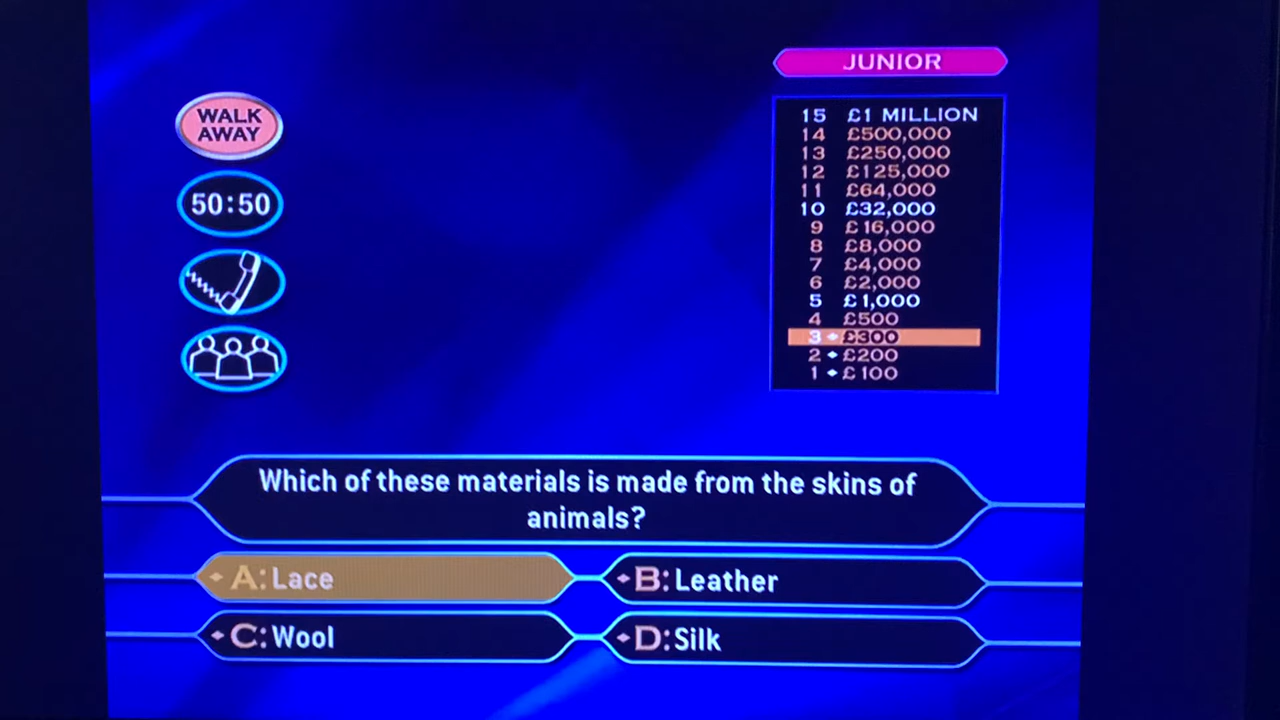 JUNIOR
WALK
AWAY
50:50
15 £1 MILLION
14 £500,000
13 £250,000
12 £125,000
11 £64,000
10 £32,000
9 £16,000
8 £8,000
7 £4,000
6 £2,000
5 £1,000
4 £500
3 £300
2 £200
1 £100
Which of these materials is made from the skins of
animals?
A: Lace
B: Leather
C: Wool
D: Silk